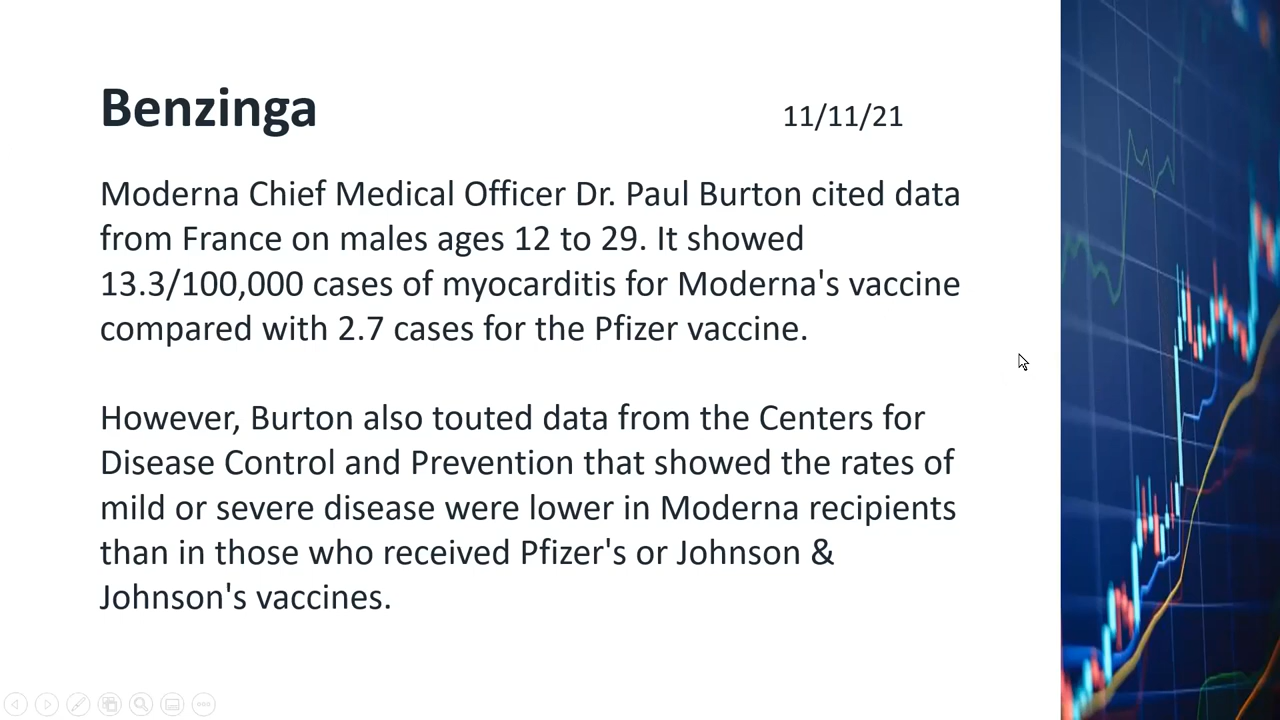 Benzinga
11/11/21
Moderna Chief Medical Officer Dr. Paul Burton cited data
from France on males ages 12 to 29. It showed
13.3/100,000 cases of myocarditis for Moderna's vaccine
compared with 2.7 cases for the Pfizer vaccine.
However, Burton also touted data from the Centers for
Disease Control and Prevention that showed the rates of
mild or severe disease were lower in Moderna recipients
than in those who received Pfizer's or Johnson &
Johnson's vaccines.